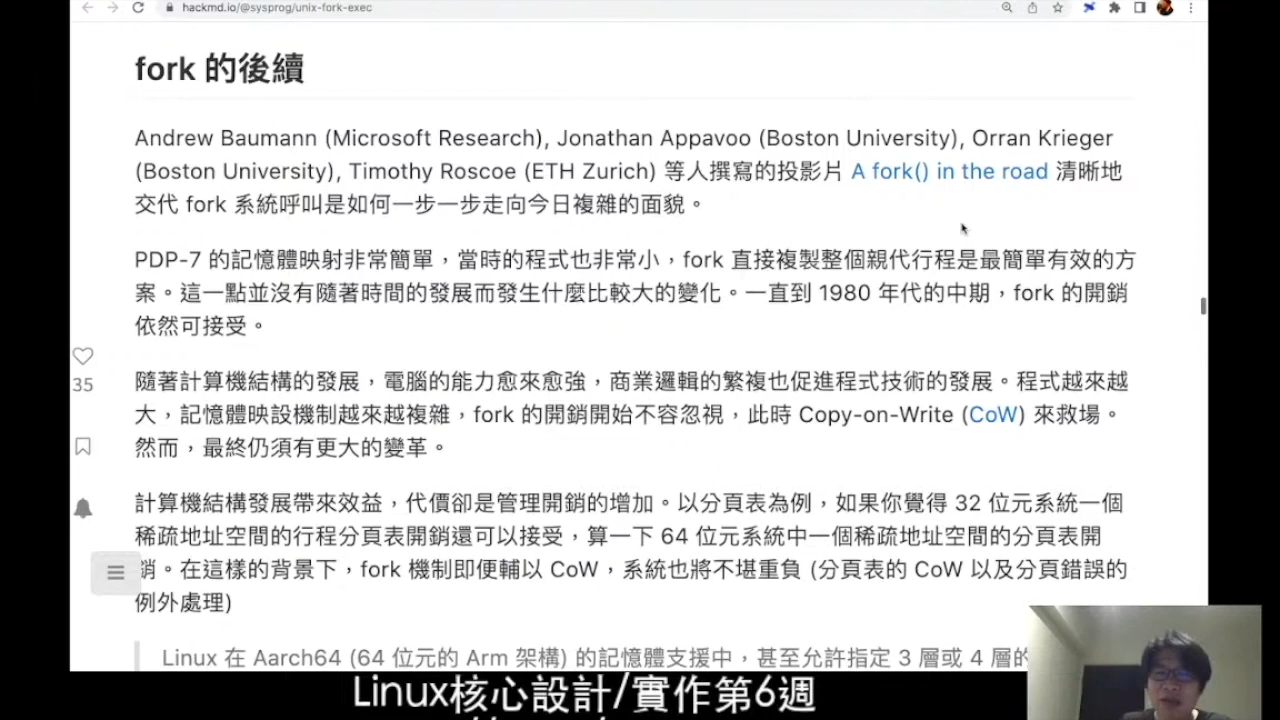 hackmd.io/@sysprog/unix-fork-exec
fork 的後續
Andrew Baumann (Microsoft Research), Jonathan Appavoo (Boston University), Orran Krieger
(Boston University), Timothy Roscoe (ETH Zurich) 等人撰寫的投影片 A fork() in the road 清晰地
交代 fork 系統呼叫是如何一步一步走向今日複雜的面貌。
PDP-7 的記憶體映射非常簡單，當時的程式也非常小，fork 直接複製整個親代行程是最簡單有效的方
案。這一點並沒有隨著時間的發展而發生什麼比較大的變化。一直到 1980 年代的中期，fork 的開銷
依然可接受。
隨著計算機結構的發展，電腦的能力愈來愈強，商業邏輯的繁複也促進程式技術的發展。程式越來越
大，記憶體映設機制越來越複雜，fork 的開銷開始不容忽視，此時 Copy-on-Write (CoW) 來救場。
然而，最終仍須有更大的變革。
35
計算機結構發展帶來效益，代價卻是管理開銷的增加。以分頁表為例，如果你覺得 32 位元系統一個
稀疏地址空間的行程分頁表開銷還可以接受，算一下 64 位元系統中一個稀疏地址空間的分頁表開
銷。在這樣的背景下，fork 機制即便輔以 CoW，系統也將不堪重負 (分頁表的 CoW 以及分頁錯誤的
例外處理)
Linux 在 Aarch64 (64 位元的 Arm 架構) 的記憶體支援中，甚至允許指定 3 層或 4 層的
Linux核心設計/實作第6週